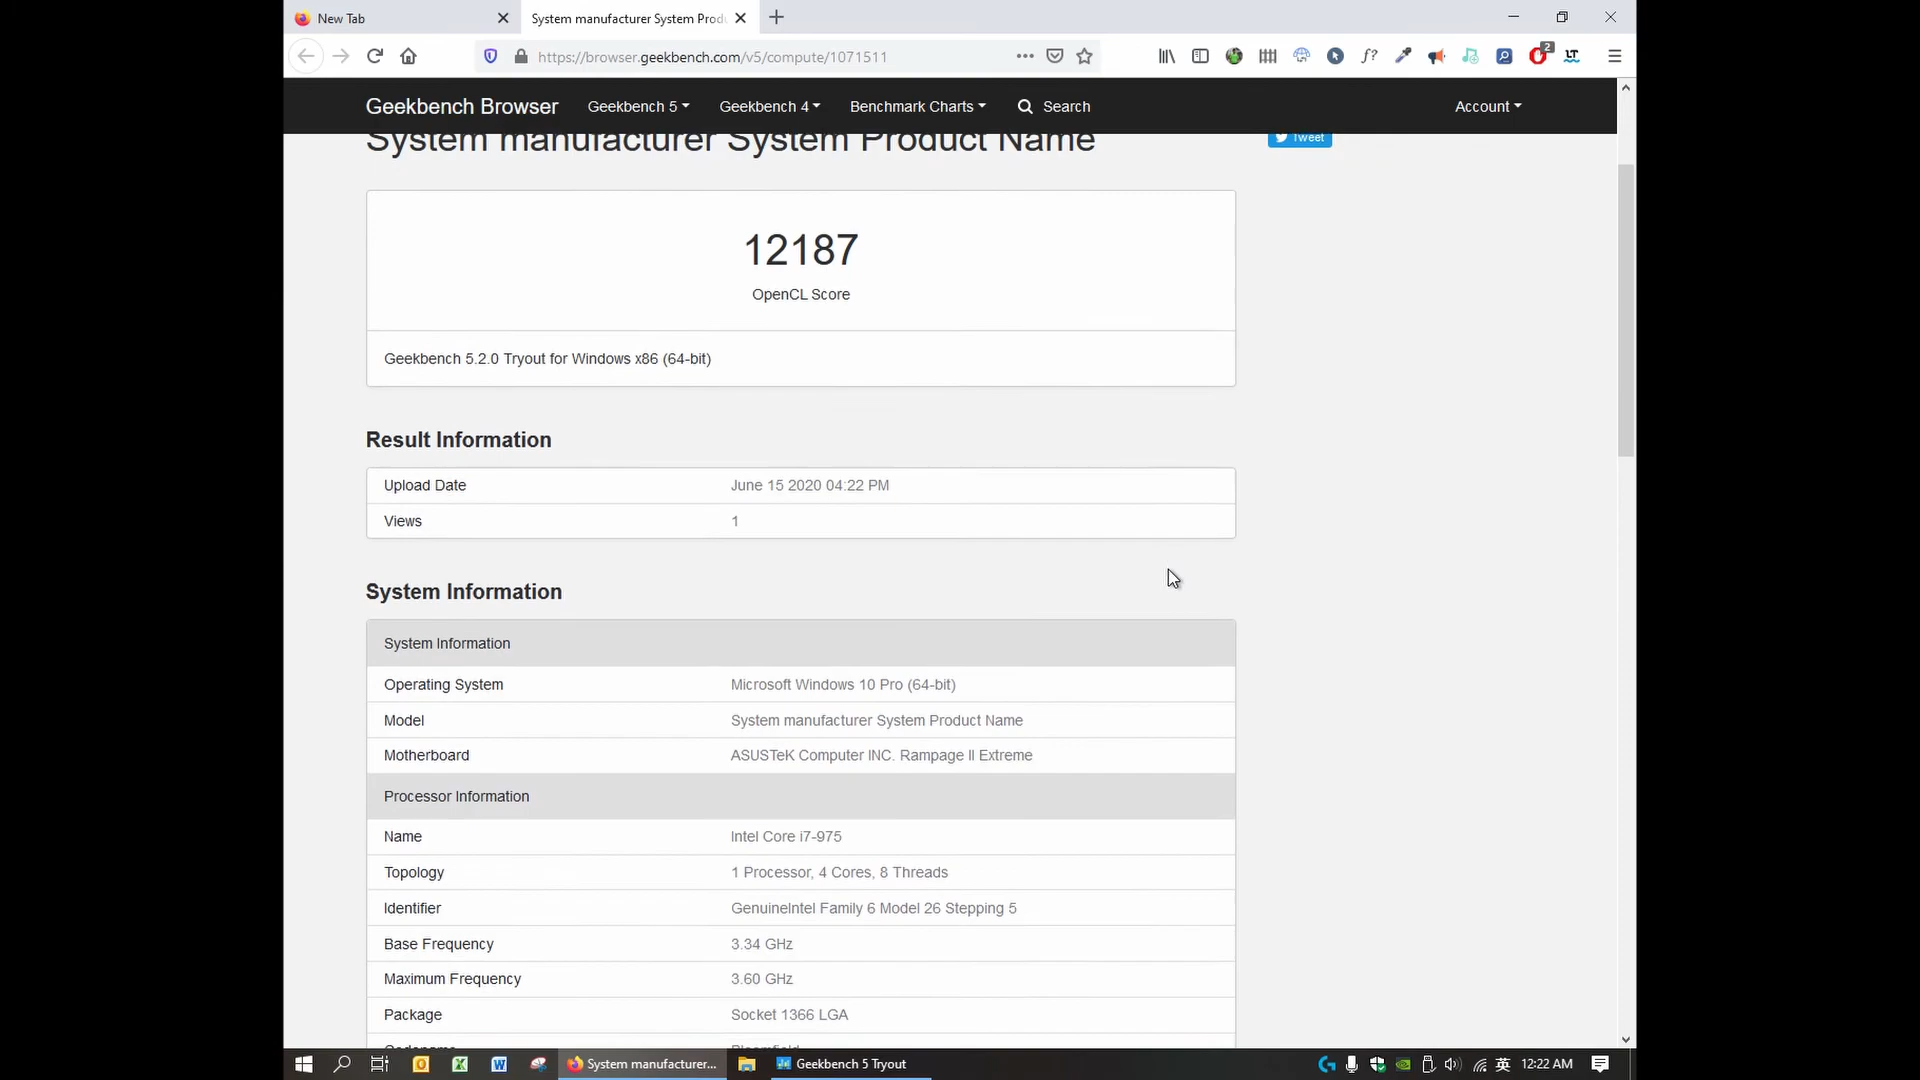 New Tab
System manufacturer System Prod
https://browser.geekbench.com/v5/compute/1071511
2
Geekbench Browser
Geekbench 5
Geekbench 4
Benchmark Charts
Search
Account
System manufacturer System Product Name
Tweet
12187
OpenCL Score
Geekbench 5.2.0 Tryout for Windows x86 (64-bit)
Result Information
Upload Date June 15 2020 04:22 PM
Views 1
System Information
System Information
Operating System Microsoft Windows 10 Pro (64-bit)
Model System manufacturer System Product Name
Motherboard ASUSTeK Computer INC. Rampage II Extreme
Processor Information
Name Intel Core i7-975
Topology 1 Processor, 4 Cores, 8 Threads
Identifier GenuineIntel Family 6 Model 26 Stepping 5
Base Frequency 3.34 GHz
Maximum Frequency 3.60 GHz
Package Socket 1366 LGA
Codename Bloomfield
System manufacturer...
Geekbench 5 Tryout
英
12:22 AM